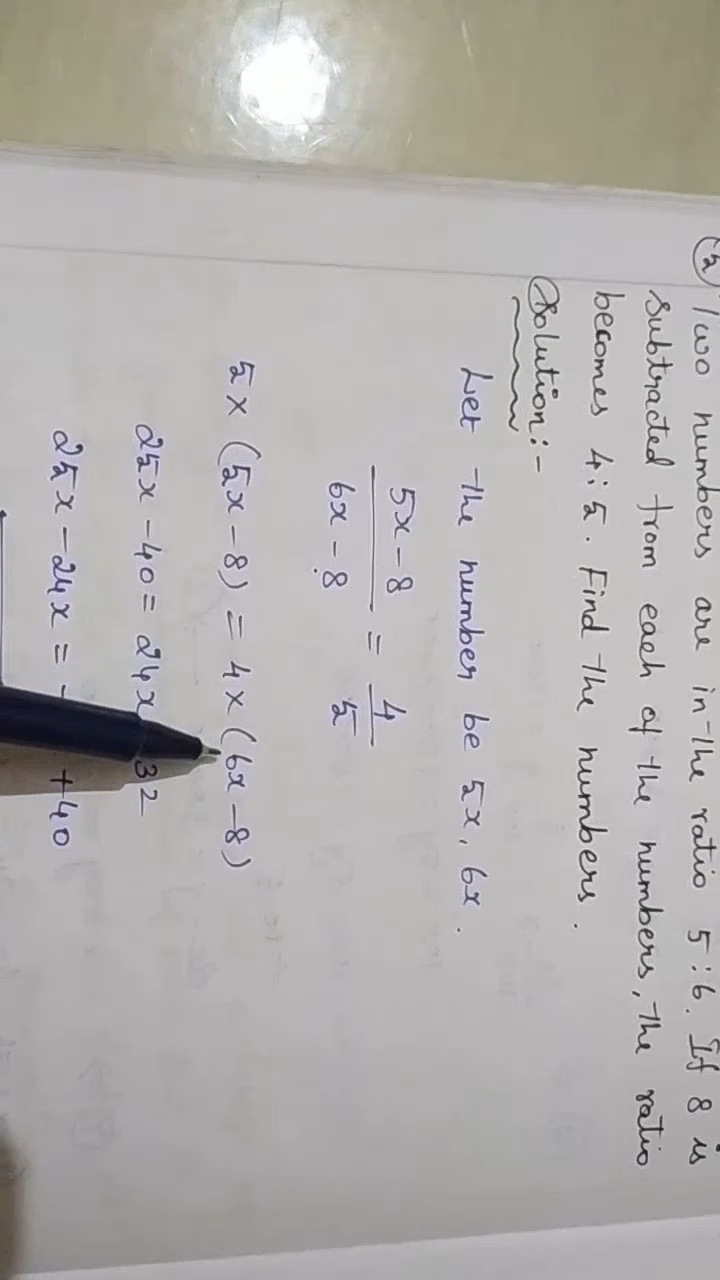 (2) Two numbers are in the ratio 5:6. If 8 is
subtracted from each of the numbers, the ratio
becomes 4:5. Find the numbers.
Solution:-
Let the number be 5x, 6x.
5x - 8 / 6x - 8 = 4 / 5
5 x (5x - 8) = 4 x (6x - 8)
25x - 40 = 24x 32
25x - 24x = - + 40